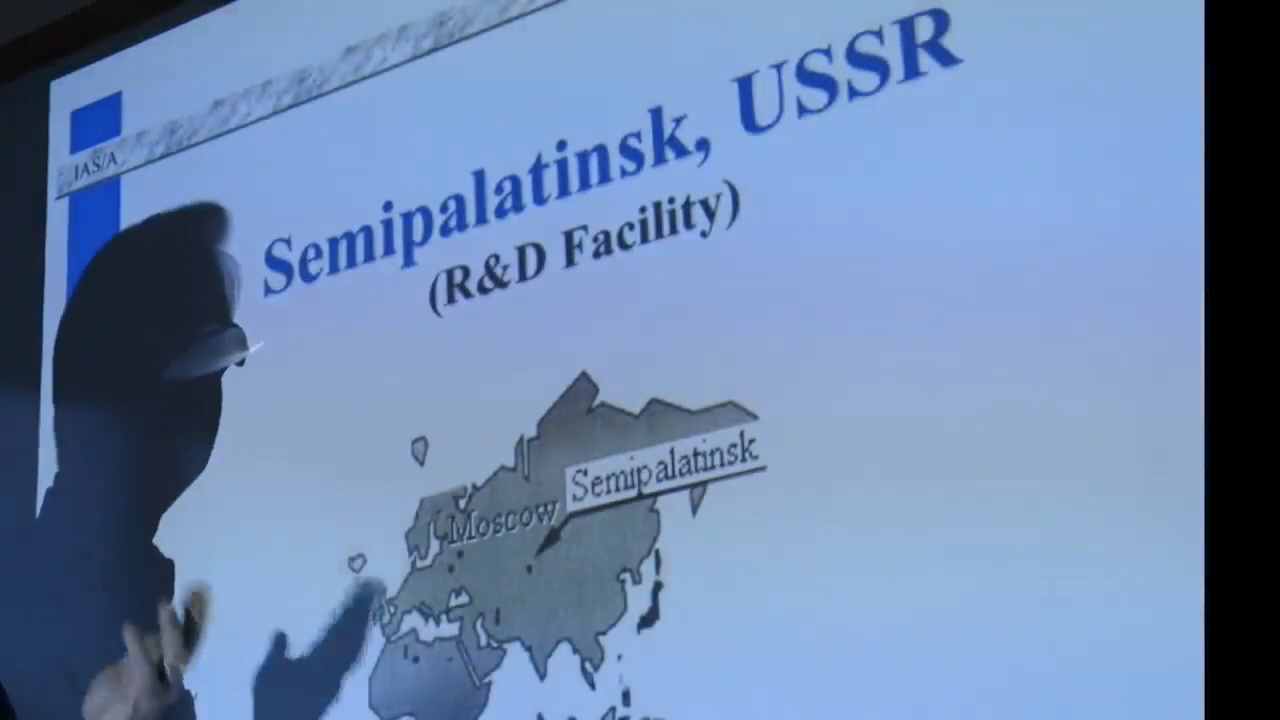 IAS/A
Semipalatinsk, USSR
(R&D Facility)
Semipalatinsk
Moscow